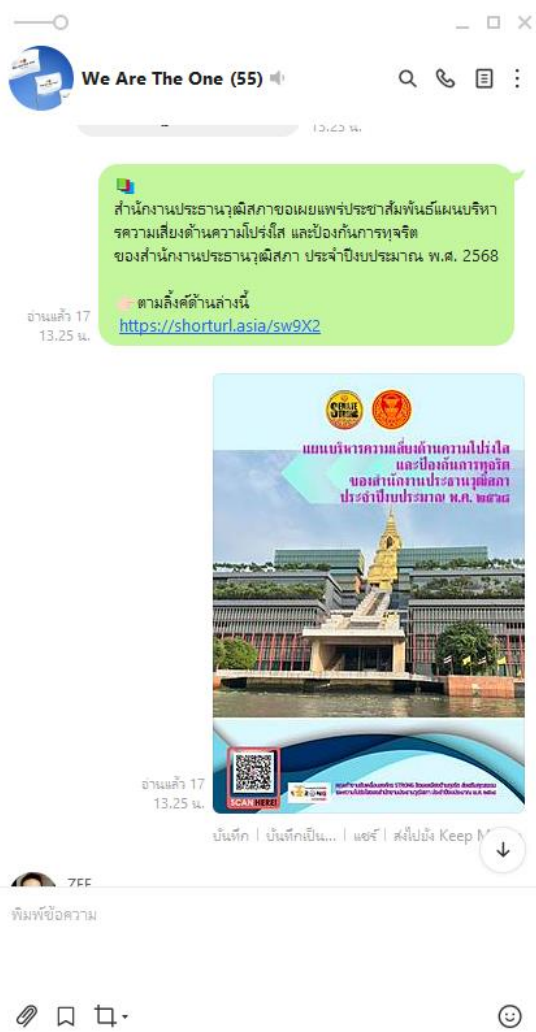 We Are The One (55)
13.25 น.
สำนักงานประธานวุฒิสภาขอเผยแพร่ประชาสัมพันธ์แผนบริหา
รความเสี่ยงด้านความโปร่งใส และป้องกันการทุจริต
ของสำนักงานประธานวุฒิสภา ประจำปีงบประมาณ พ.ศ. 2568
ตามลิ้งค์ด้านล่างนี้
https://shorturl.asia/sw9X2
อ่านแล้ว 17
13.25 น.
SENATE
STRONG
แผนบริหารความเสี่ยงด้านความโปร่งใส
และป้องกันการทุจริต
ของสำนักงานประธานวุฒิสภา
ประจำปีงบประมาณ พ.ศ. ๒๕๖๘
SCAN HERE!
STRONG
อ่านแล้ว 17
13.25 น.
บันทึก | บันทึกเป็น... | แชร์ | ส่งไปยัง Keep
ZEE
พิมพ์ข้อความ